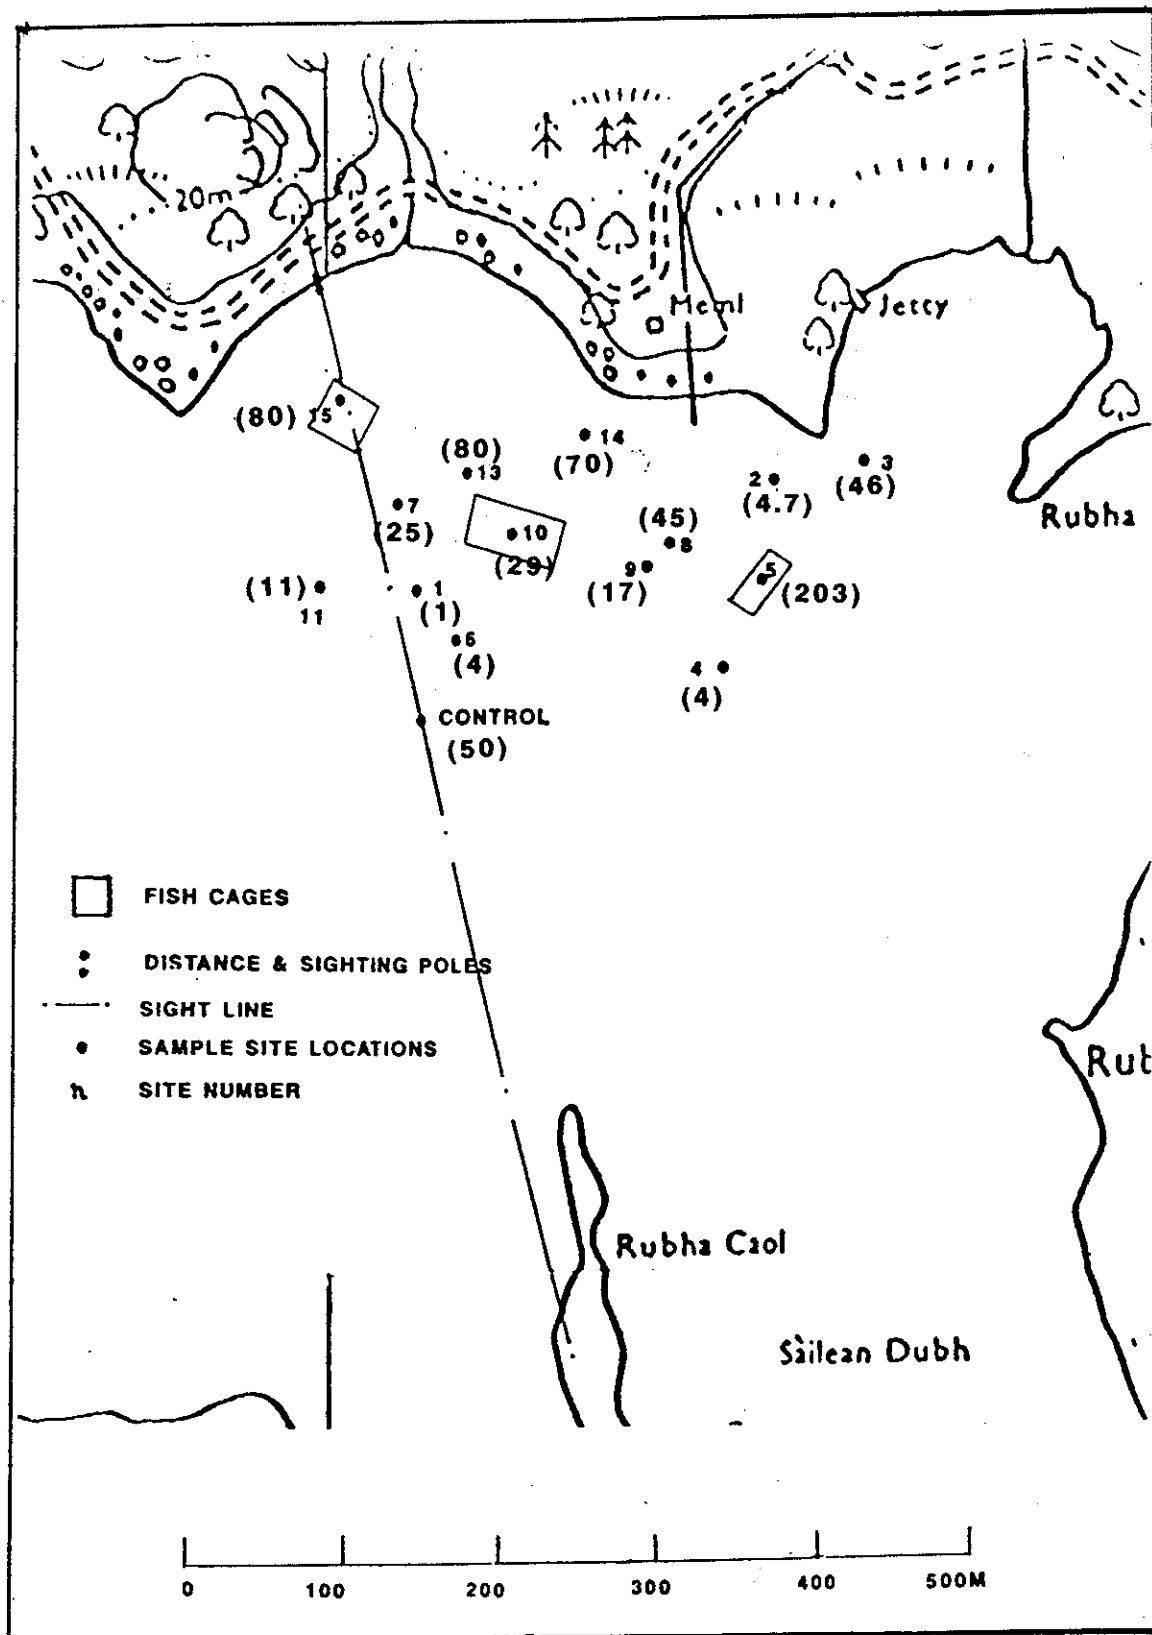 20m
Meml
Jetty
(80) 15
(80)
13
14
(70)
2
(4.7)
3
(46)
Rubha
7
(25)
10
(29)
(45)
8
9
(17)
5
(203)
(11)
11
1
(1)
6
(4)
4
(4)
CONTROL
(50)
FISH CAGES
DISTANCE & SIGHTING POLES
SIGHT LINE
SAMPLE SITE LOCATIONS
n SITE NUMBER
Rut
Rubha Caol
Sàilean Dubh
0 100 200 300 400 500M